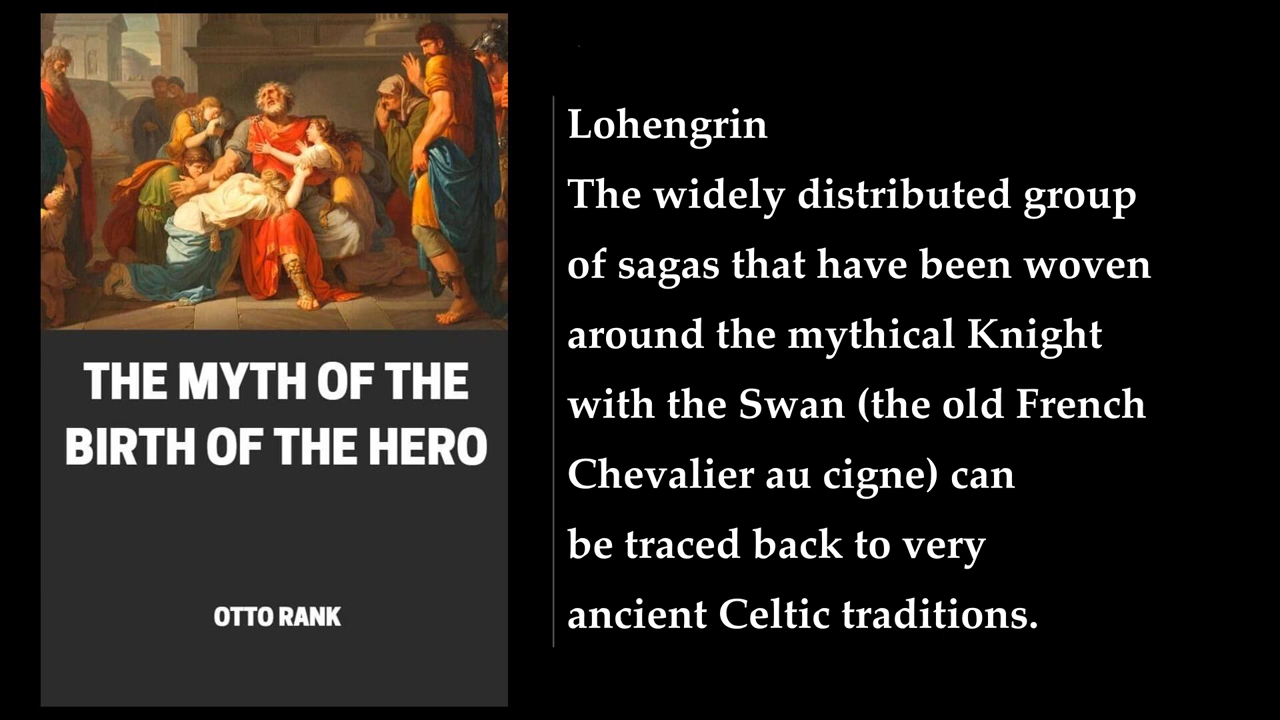 THE MYTH OF THE
BIRTH OF THE HERO
OTTO RANK
Lohengrin
The widely distributed group
of sagas that have been woven
around the mythical Knight
with the Swan (the old French
Chevalier au cigne) can
be traced back to very
ancient Celtic traditions.